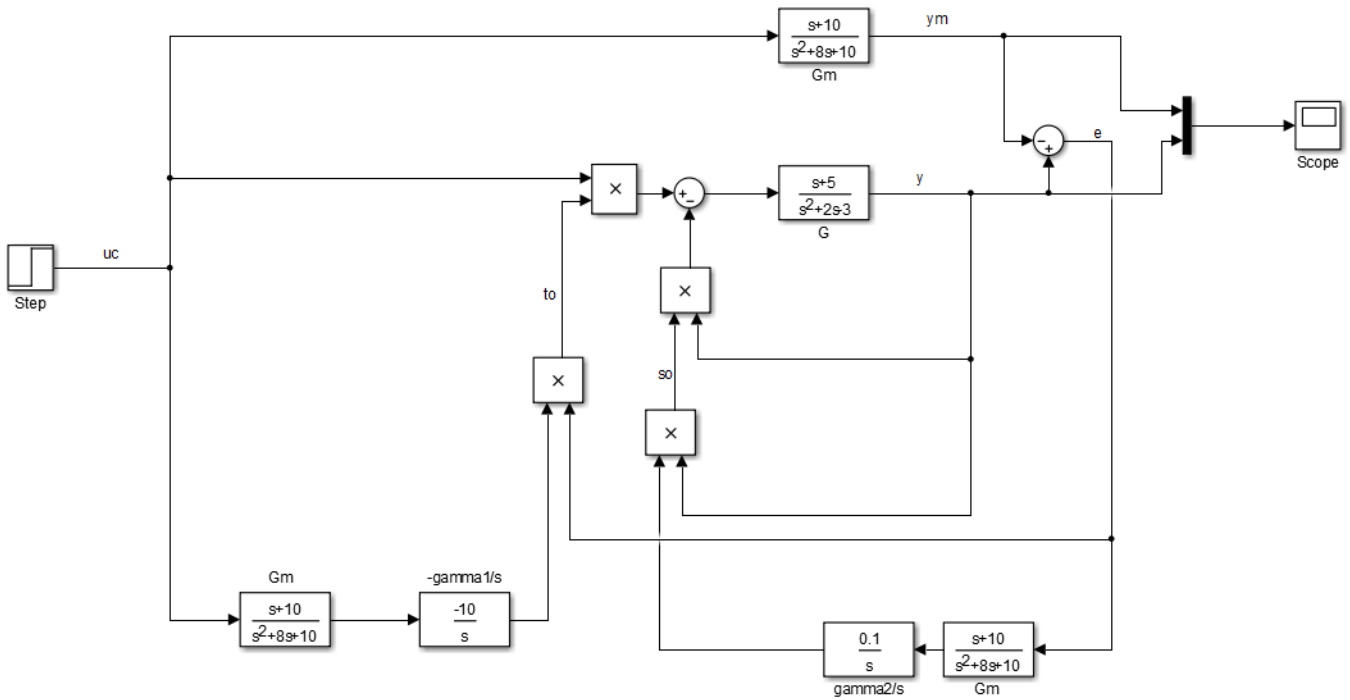 s+10
s2+8s+10
Gm
ym
e
Scope
×
+
-
-
+
s+5
s2+2s-3
G
y
uc
Step
×
to
×
so
×
Gm
s+10
s2+8s+10
-gamma1/s
-10
s
0.1
s
gamma2/s
s+10
s2+8s+10
Gm